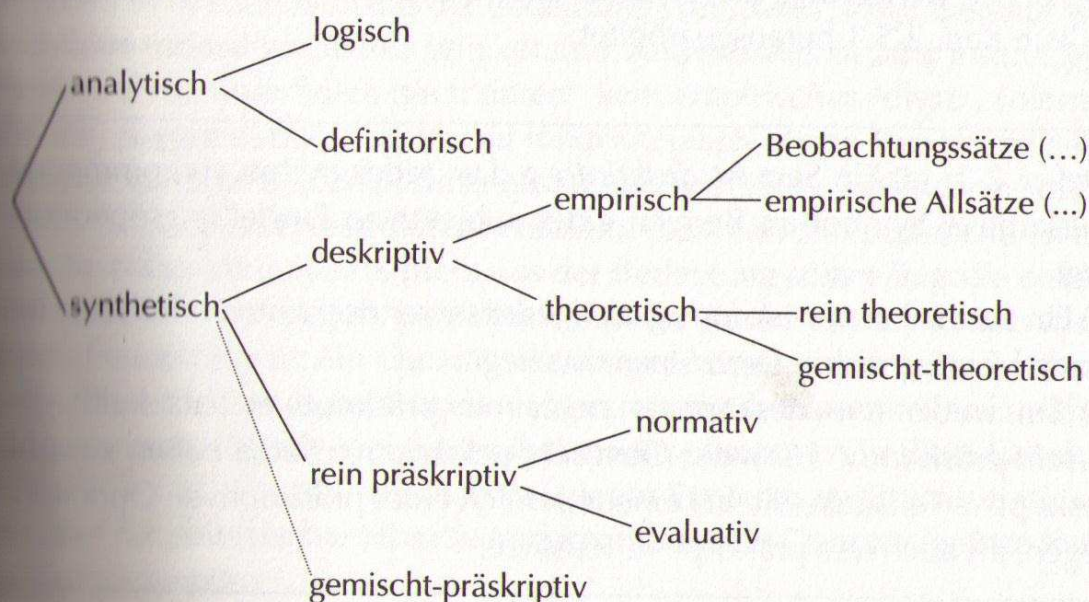 logisch
analytisch
definitorisch
Beobachtungssätze (...)
empirisch
empirische Allsätze (...)
deskriptiv
synthetisch
theoretisch
rein theoretisch
gemischt-theoretisch
normativ
rein präskriptiv
evaluativ
gemischt-präskriptiv